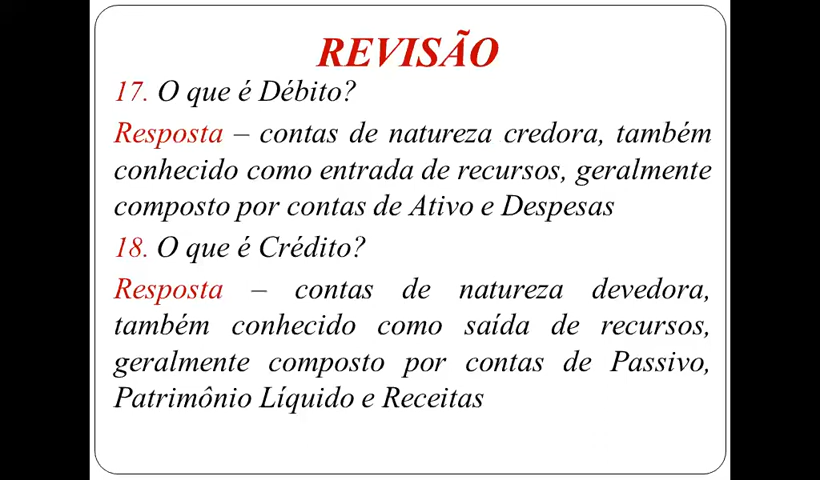 REVISÃO
17. O que é Débito?
Resposta – contas de natureza credora, também
conhecido como entrada de recursos, geralmente
composto por contas de Ativo e Despesas
18. O que é Crédito?
Resposta – contas de natureza devedora,
também conhecido como saída de recursos,
geralmente composto por contas de Passivo,
Patrimônio Líquido e Receitas